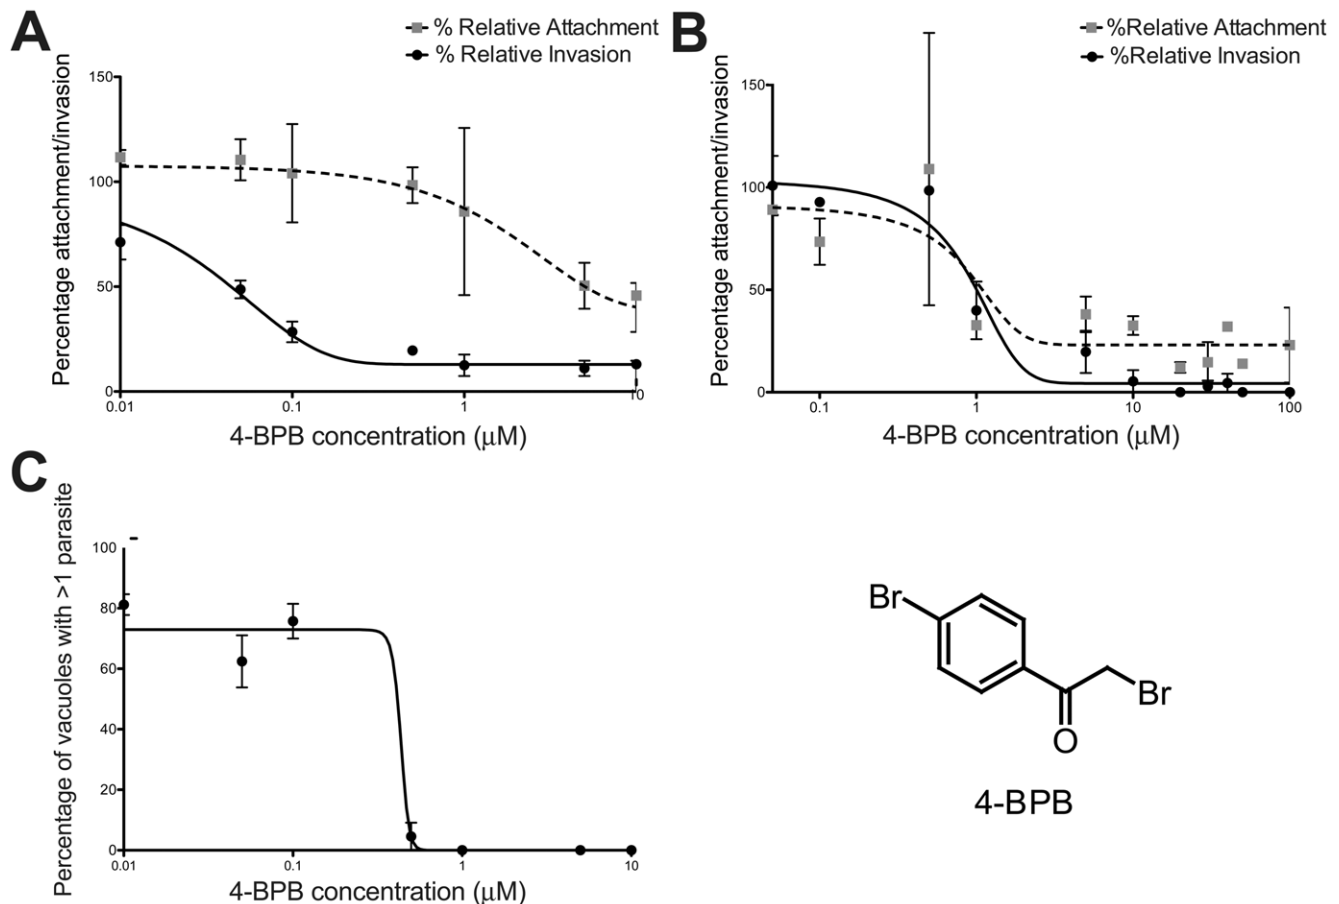 A
% Relative Attachment
% Relative Invasion
Percentage attachment/invasion
150
100
50
0
0.01
0.1
1
10
4-BPB concentration (μM)
B
%Relative Attachment
%Relative Invasion
Percentage attachment/invasion
150
100
50
0
0.1
1
10
100
4-BPB concentration (μM)
C
Percentage of vacuoles with >1 parasite
100
80
60
40
20
0
0.01
0.1
1
10
4-BPB concentration (μM)
Br
Br
O
4-BPB